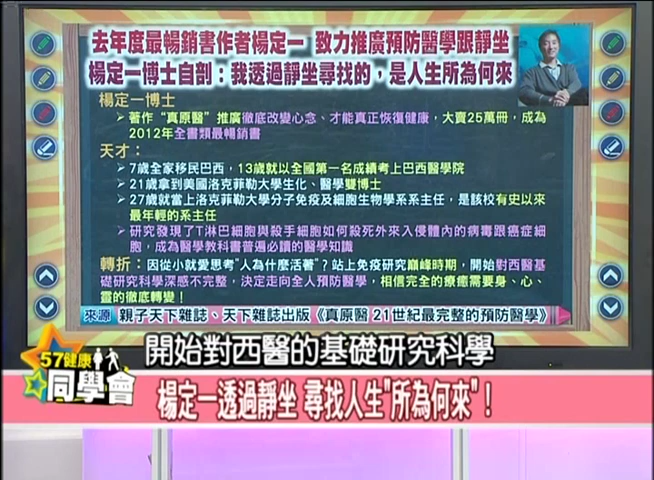 去年度最暢銷書作者楊定一 致力推廣預防醫學跟靜坐
楊定一博士自剖：我透過靜坐尋找的，是人生所為何來
楊定一博士
➢ 著作“真原醫”推廣徹底改變心念、才能真正恢復健康，大賣25萬冊，成為
2012年全書類最暢銷書
天才：
➢ 7歲全家移民巴西，13歲就以全國第一名成績考上巴西醫學院
➢ 21歲拿到美國洛克菲勒大學生化、醫學雙博士
➢ 27歲就當上洛克菲勒大學分子免疫及細胞生物學系系主任，是該校有史以來
最年輕的系主任
➢ 研究發現了T淋巴細胞與殺手細胞如何殺死外來入侵體內的病毒跟癌症細
胞，成為醫學教科書普遍必讀的醫學知識
轉折：因從小就愛思考"人為什麼活著"？站上免疫研究巔峰時期，開始對西醫基
礎研究科學深感不完整，決定走向全人預防醫學，相信完全的療癒需要身、心、
靈的徹底轉變！
來源 親子天下雜誌、天下雜誌出版《真原醫 21世紀最完整的預防醫學》
開始對西醫的基礎研究科學
57健康
同學會
楊定一透過靜坐 尋找人生"所為何來"！